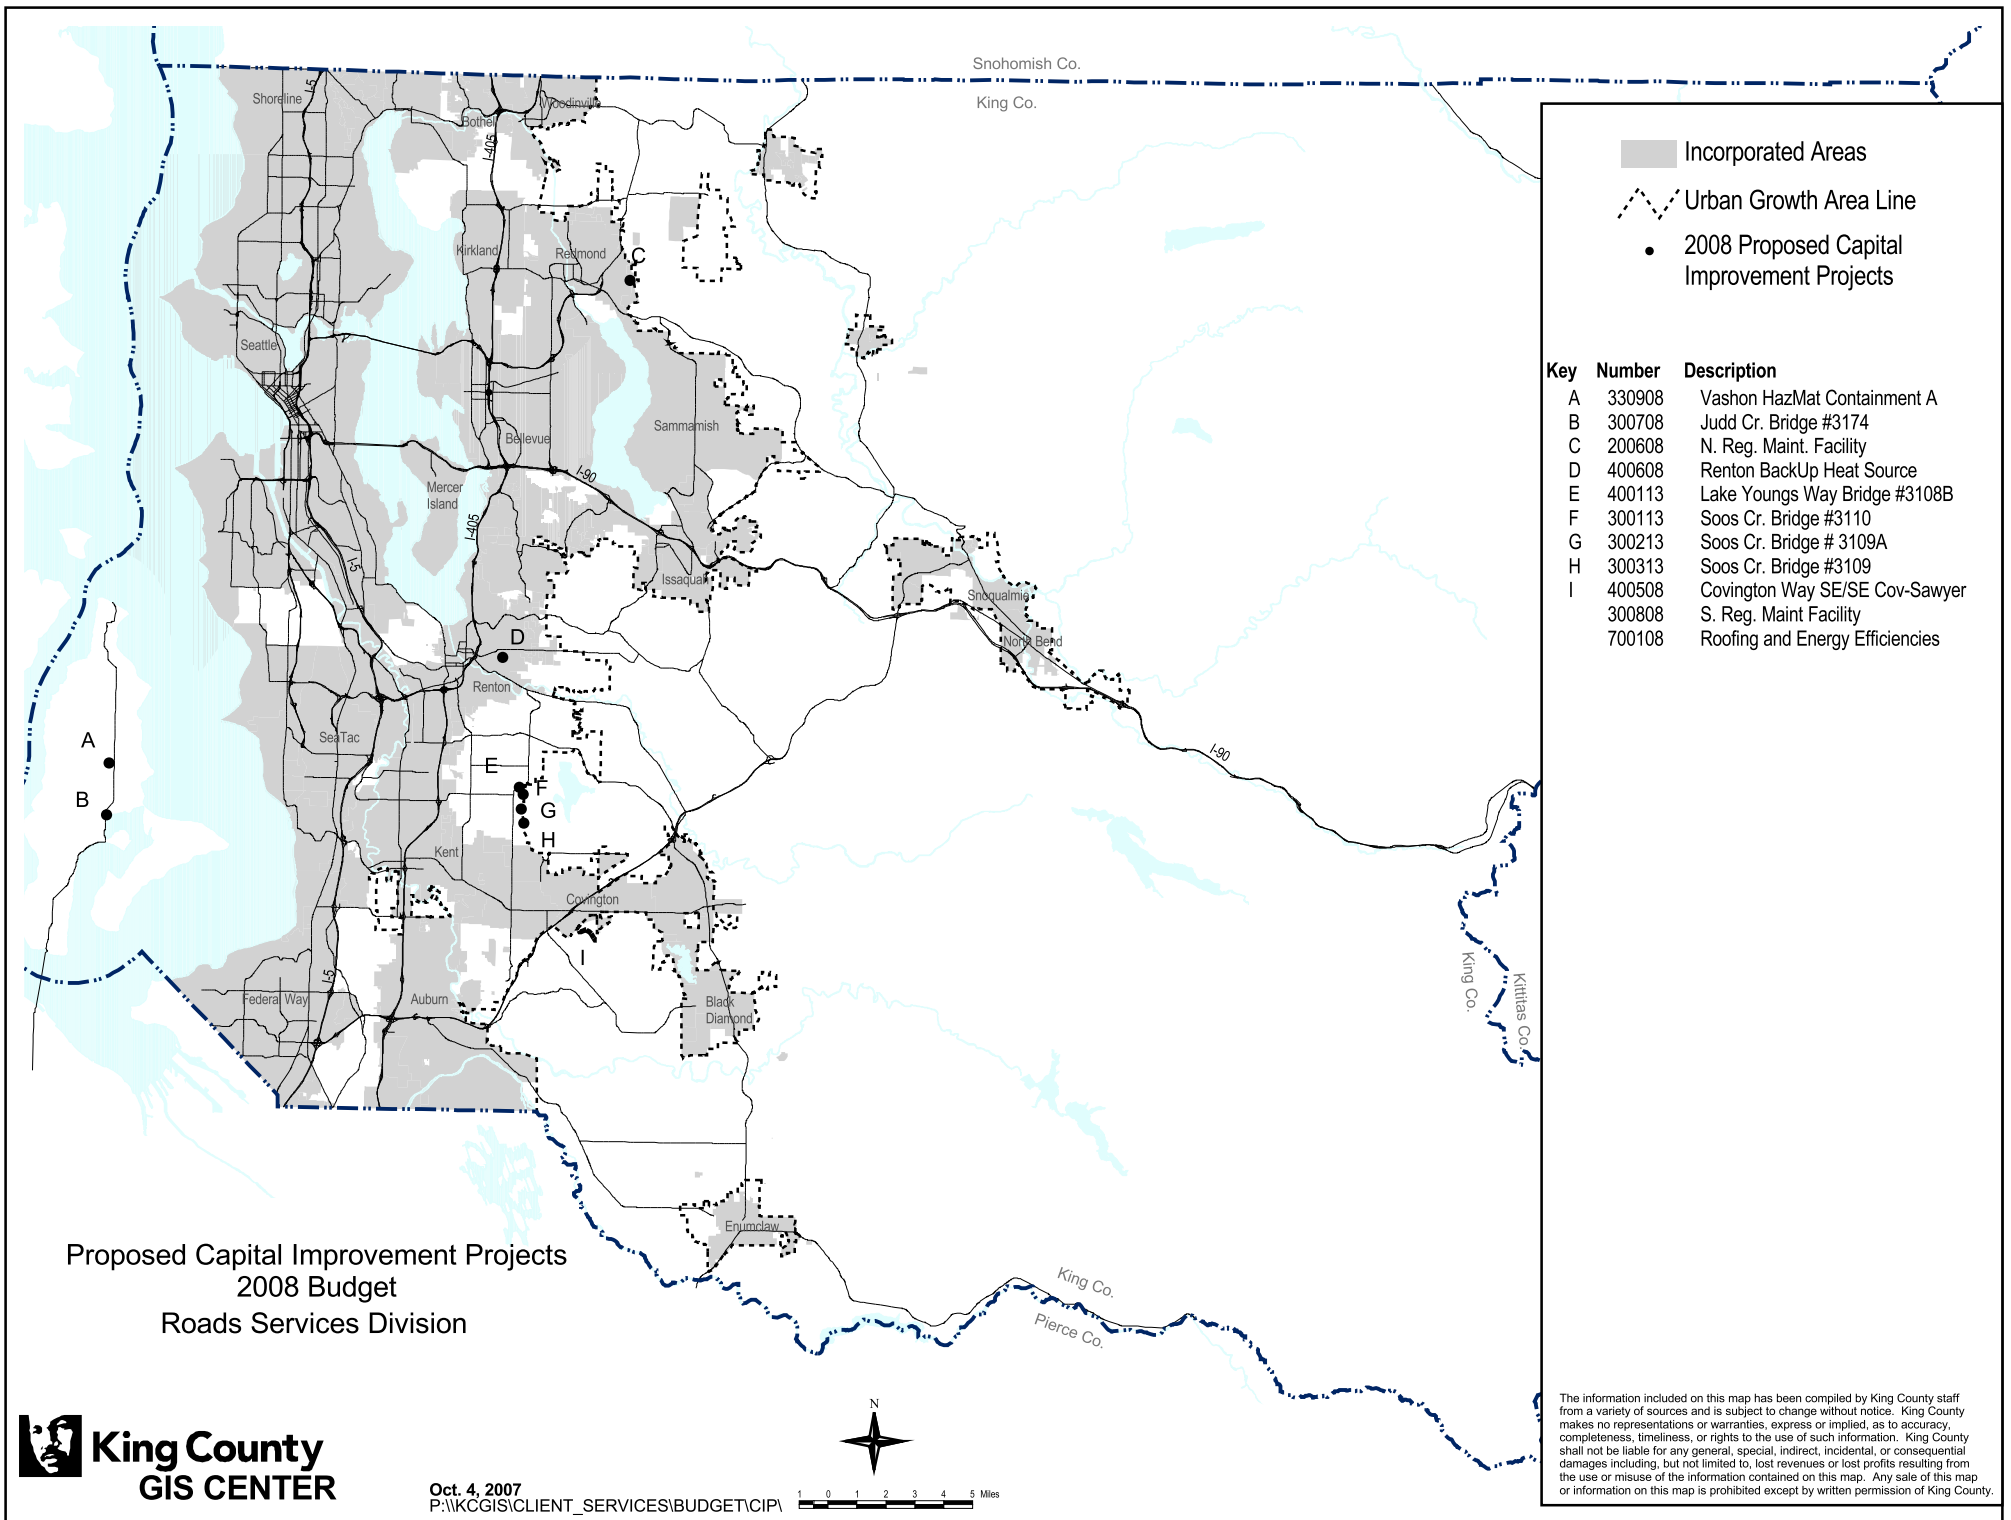 Snohomish Co.
King Co.
Shoreline
I-5
Woodinville
Bothell
I-405
Kirkland
Redmond
C
Seattle
Bellevue
Sammamish
I-90
Mercer
Island
I-405
I-5
Issaquah
Snoqualmie
North Bend
D
Renton
SeaTac
A
B
E
F
G
H
I-90
Kent
Covington
I
I-5
Federal Way
Auburn
Black
Diamond
King Co.
Kittitas Co.
Enumclaw
King Co.
Pierce Co.
Incorporated Areas
Urban Growth Area Line
2008 Proposed Capital
Improvement Projects
Key Number Description
A 330908 Vashon HazMat Containment A
B 300708 Judd Cr. Bridge #3174
C 200608 N. Reg. Maint. Facility
D 400608 Renton BackUp Heat Source
E 400113 Lake Youngs Way Bridge #3108B
F 300113 Soos Cr. Bridge #3110
G 300213 Soos Cr. Bridge # 3109A
H 300313 Soos Cr. Bridge #3109
I 400508 Covington Way SE/SE Cov-Sawyer
300808 S. Reg. Maint Facility
700108 Roofing and Energy Efficiencies
Proposed Capital Improvement Projects
2008 Budget
Roads Services Division
King County
GIS CENTER
Oct. 4, 2007
P:\\KCGIS\CLIENT_SERVICES\BUDGET\CIP\
N
1 0 1 2 3 4 5 Miles
The information included on this map has been compiled by King County staff
from a variety of sources and is subject to change without notice. King County
makes no representations or warranties, express or implied, as to accuracy,
completeness, timeliness, or rights to the use of such information. King County
shall not be liable for any general, special, indirect, incidental, or consequential
damages including, but not limited to, lost revenues or lost profits resulting from
the use or misuse of the information contained on this map. Any sale of this map
or information on this map is prohibited except by written permission of King County.